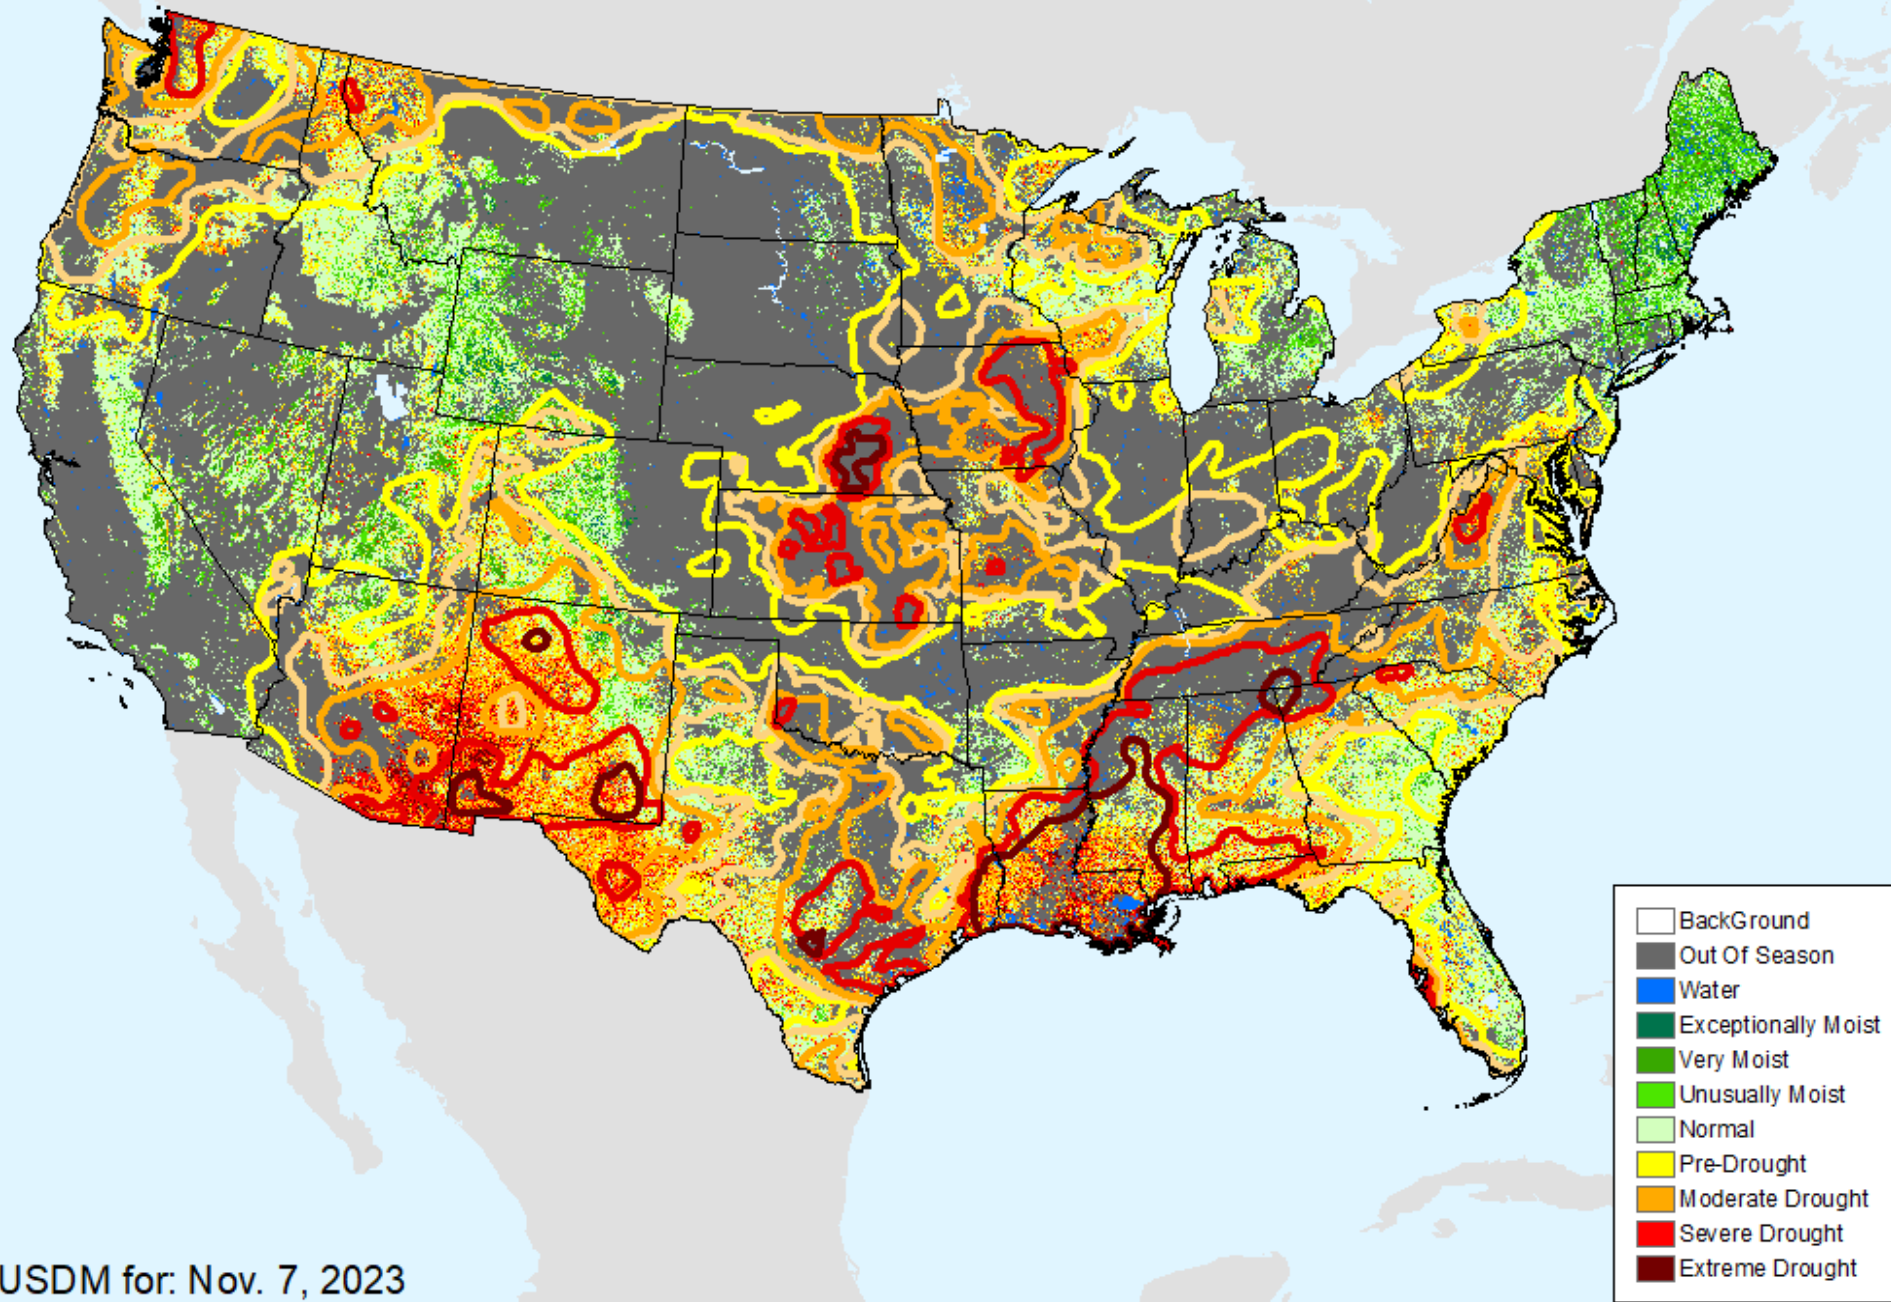 BackGround
Out Of Season
Water
Exceptionally Moist
Very Moist
Unusually Moist
Normal
Pre-Drought
Moderate Drought
Severe Drought
Extreme Drought
USDM for: Nov. 7, 2023